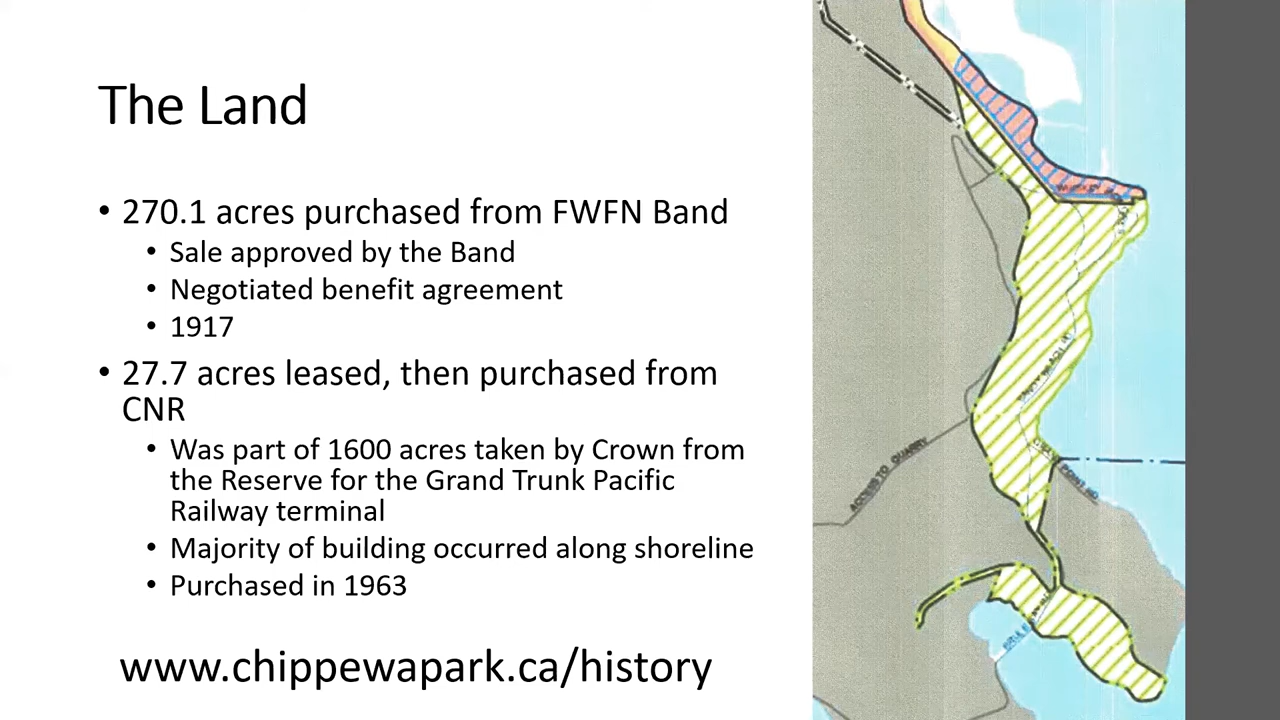 The Land
• 270.1 acres purchased from FWFN Band
• Sale approved by the Band
• Negotiated benefit agreement
• 1917
• 27.7 acres leased, then purchased from
CNR
• Was part of 1600 acres taken by Crown from
the Reserve for the Grand Trunk Pacific
Railway terminal
• Majority of building occurred along shoreline
• Purchased in 1963
www.chippewapark.ca/history
ACCESS TO QUARRY